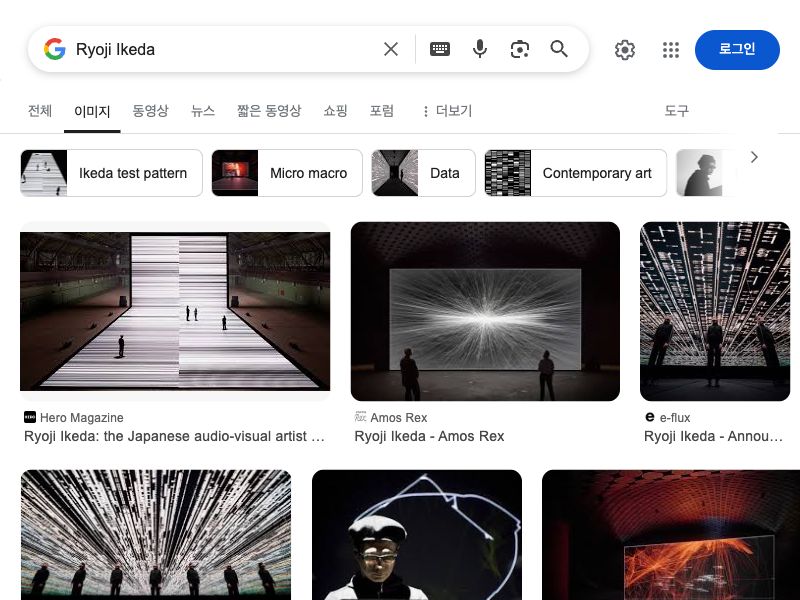 Ryoji Ikeda
로그인
전체 이미지 동영상 뉴스 짧은 동영상 쇼핑 포럼 더보기 도구
Ikeda test pattern Micro macro Data Contemporary art
Hero Magazine
Ryoji Ikeda: the Japanese audio-visual artist ...
Amos Rex
Ryoji Ikeda - Amos Rex
e-flux
Ryoji Ikeda - Annou...